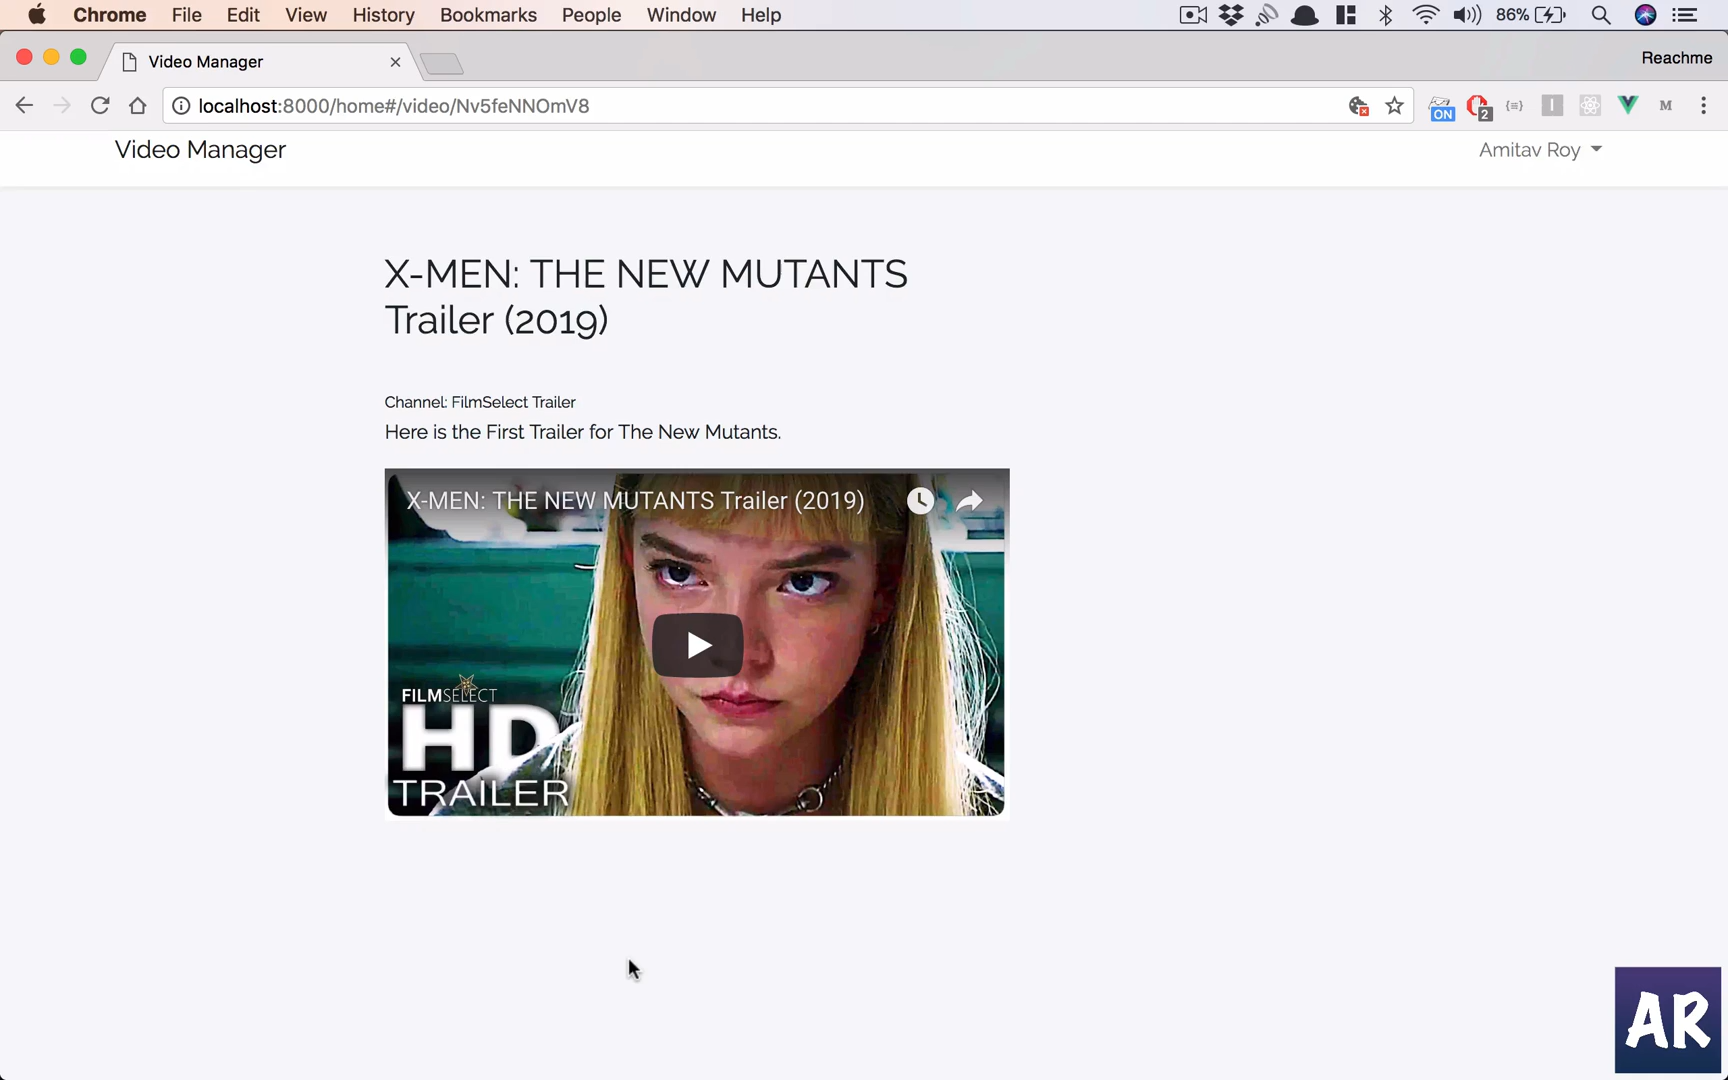 Chrome File Edit View History Bookmarks People Window Help 86%
Video Manager Reachme
localhost:8000/home#/video/Nv5feNNOmV8 ON 2 {≡} I M
Video Manager Amitav Roy
X-MEN: THE NEW MUTANTS
Trailer (2019)
Channel: FilmSelect Trailer
Here is the First Trailer for The New Mutants.
X-MEN: THE NEW MUTANTS Trailer (2019)
FILMSELECT
HD
TRAiLER
AR